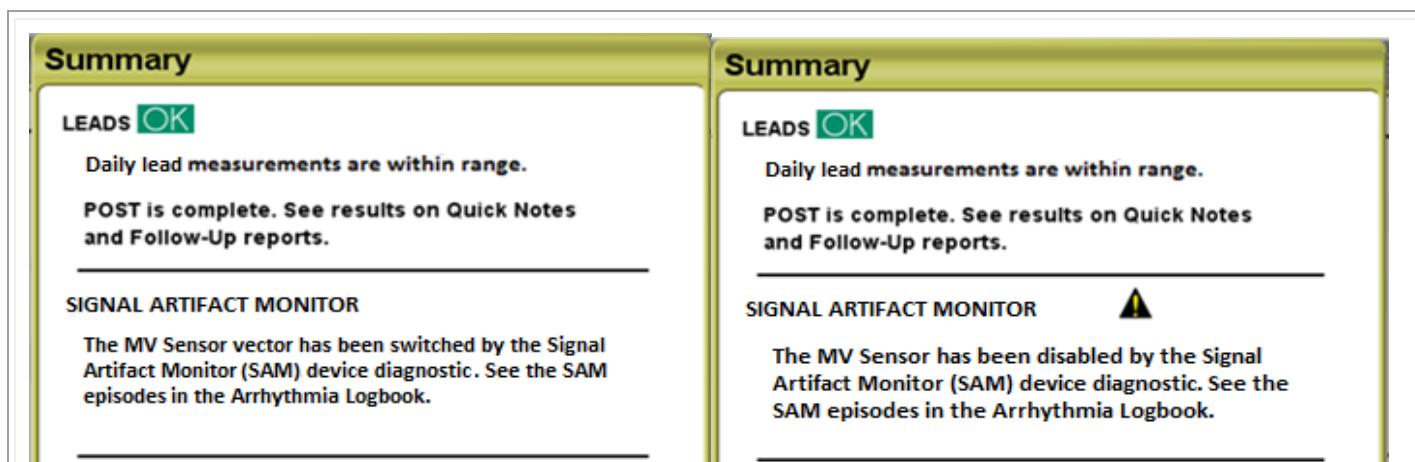 Summary
LEADS OK
Daily lead measurements are within range.
POST is complete. See results on Quick Notes
and Follow-Up reports.
SIGNAL ARTIFACT MONITOR
The MV Sensor vector has been switched by the Signal
Artifact Monitor (SAM) device diagnostic. See the SAM
episodes in the Arrhythmia Logbook.
Summary
LEADS OK
Daily lead measurements are within range.
POST is complete. See results on Quick Notes
and Follow-Up reports.
SIGNAL ARTIFACT MONITOR
The MV Sensor has been disabled by the Signal
Artifact Monitor (SAM) device diagnostic. See the
SAM episodes in the Arrhythmia Logbook.